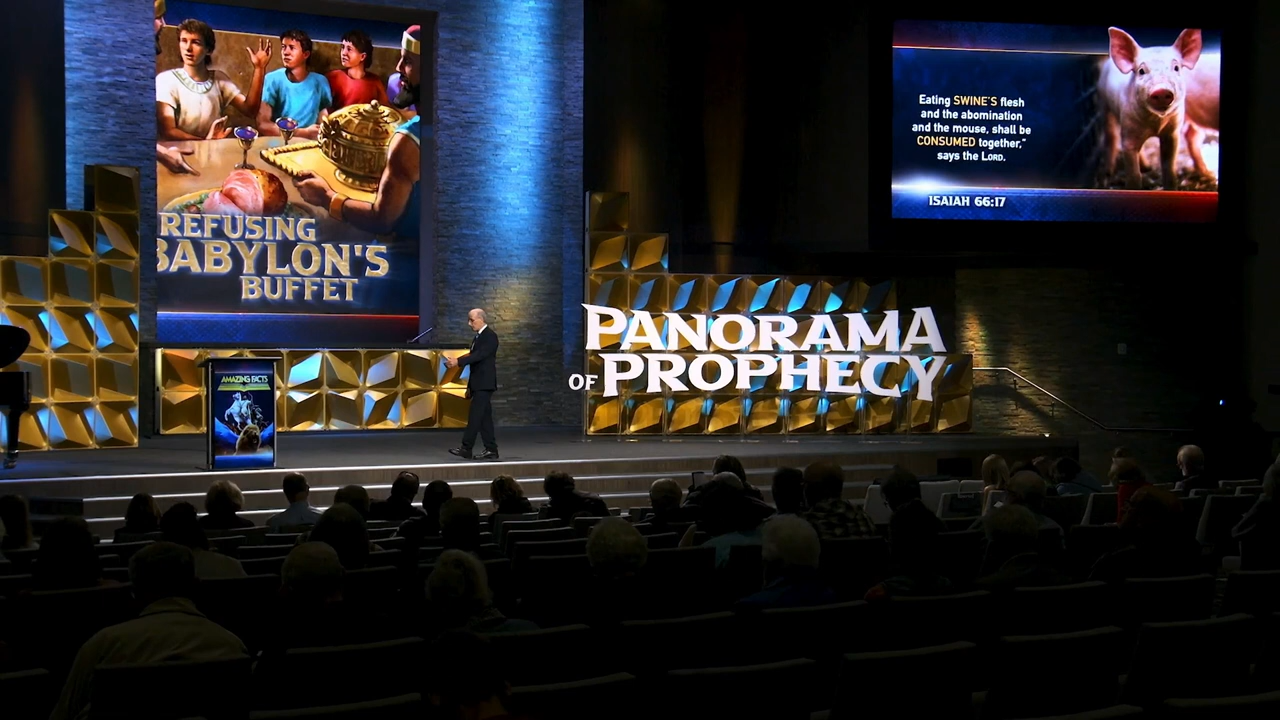 REFUSING
BABYLON'S
BUFFET
Eating SWINE'S flesh
and the abomination
and the mouse, shall be
CONSUMED together,"
says the LORD.
ISAIAH 66:17
PANORAMA
OF PROPHECY
AMAZING FACTS